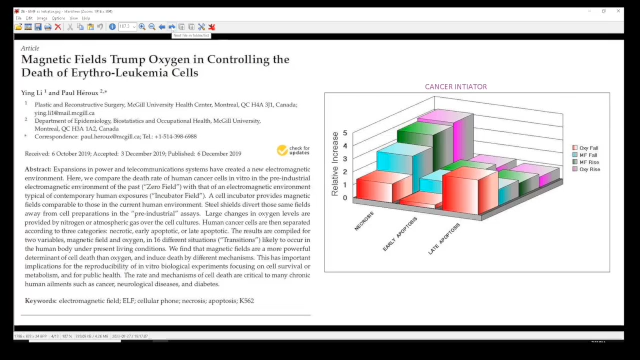 File Edit Image Options View Help
Article
Magnetic Fields Trump Oxygen in Controlling the
Death of Erythro-Leukemia Cells
Ying Li 1 and Paul Héroux 2,*
1 Plastic and Reconstructive Surgery, McGill University Health Center, Montreal, QC H4A 3J1, Canada;
ying.li1@mail.mcgill.ca
2 Department of Epidemiology, Biostatistics and Occupational Health, McGill University,
Montreal, QC H3A 1A2, Canada
* Correspondence: paul.heroux@mcgill.ca; Tel.: +1-514-398-6988
Received: 6 October 2019; Accepted: 3 December 2019; Published: 6 December 2019
check for
updates
Abstract: Expansions in power and telecommunications systems have created a new electromagnetic
environment. Here, we compare the death rate of human cancer cells in vitro in the pre-industrial
electromagnetic environment of the past ("Zero Field") with that of an electromagnetic environment
typical of contemporary human exposures ("Incubator Field"). A cell incubator provides magnetic
fields comparable to those in the current human environment. Steel shields divert those same fields
away from cell preparations in the "pre-industrial" assays. Large changes in oxygen levels are
provided by nitrogen or atmospheric gas over the cell cultures. Human cancer cells are then separated
according to three categories: necrotic, early apoptotic, or late apoptotic. The results are compiled for
two variables, magnetic field and oxygen, in 16 different situations ("Transitions") likely to occur in
the human body under present living conditions. We find that magnetic fields are a more powerful
determinant of cell death than oxygen, and induce death by different mechanisms. This has important
implications for the reproducibility of in vitro biological experiments focusing on cell survival or
metabolism, and for public health. The rate and mechanisms of cell death are critical to many chronic
human ailments such as cancer, neurological diseases, and diabetes.
Keywords: electromagnetic field; ELF; cellular phone; necrosis; apoptosis; K562
CANCER INTIATOR
Relative Increase
5
4
3
2
1
0
NECROSIS
EARLY APOPTOSIS
LATE APOPTOSIS
Oxy Fall
MF Fall
MF Rise
Oxy Rise